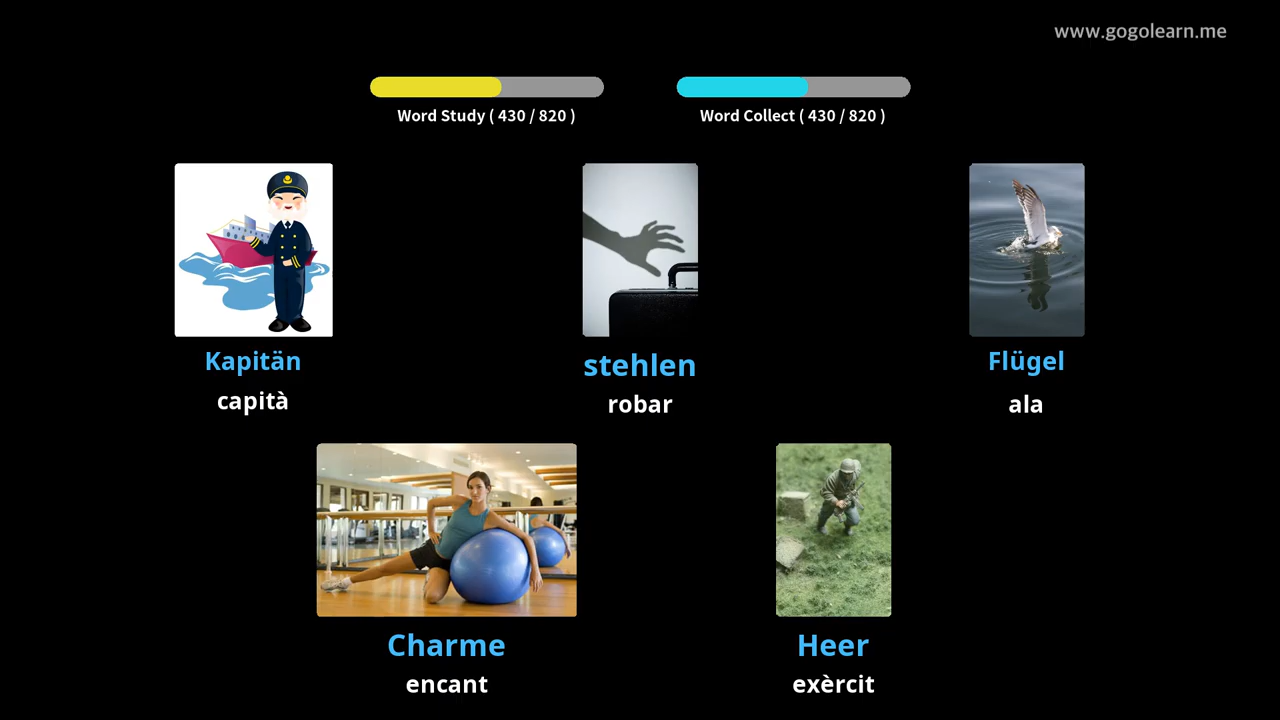 www.gogolearn.me
Word Study ( 430 / 820 )
Word Collect ( 430 / 820 )
Kapitän
capità
stehlen
robar
Flügel
ala
Charme
encant
Heer
exèrcit